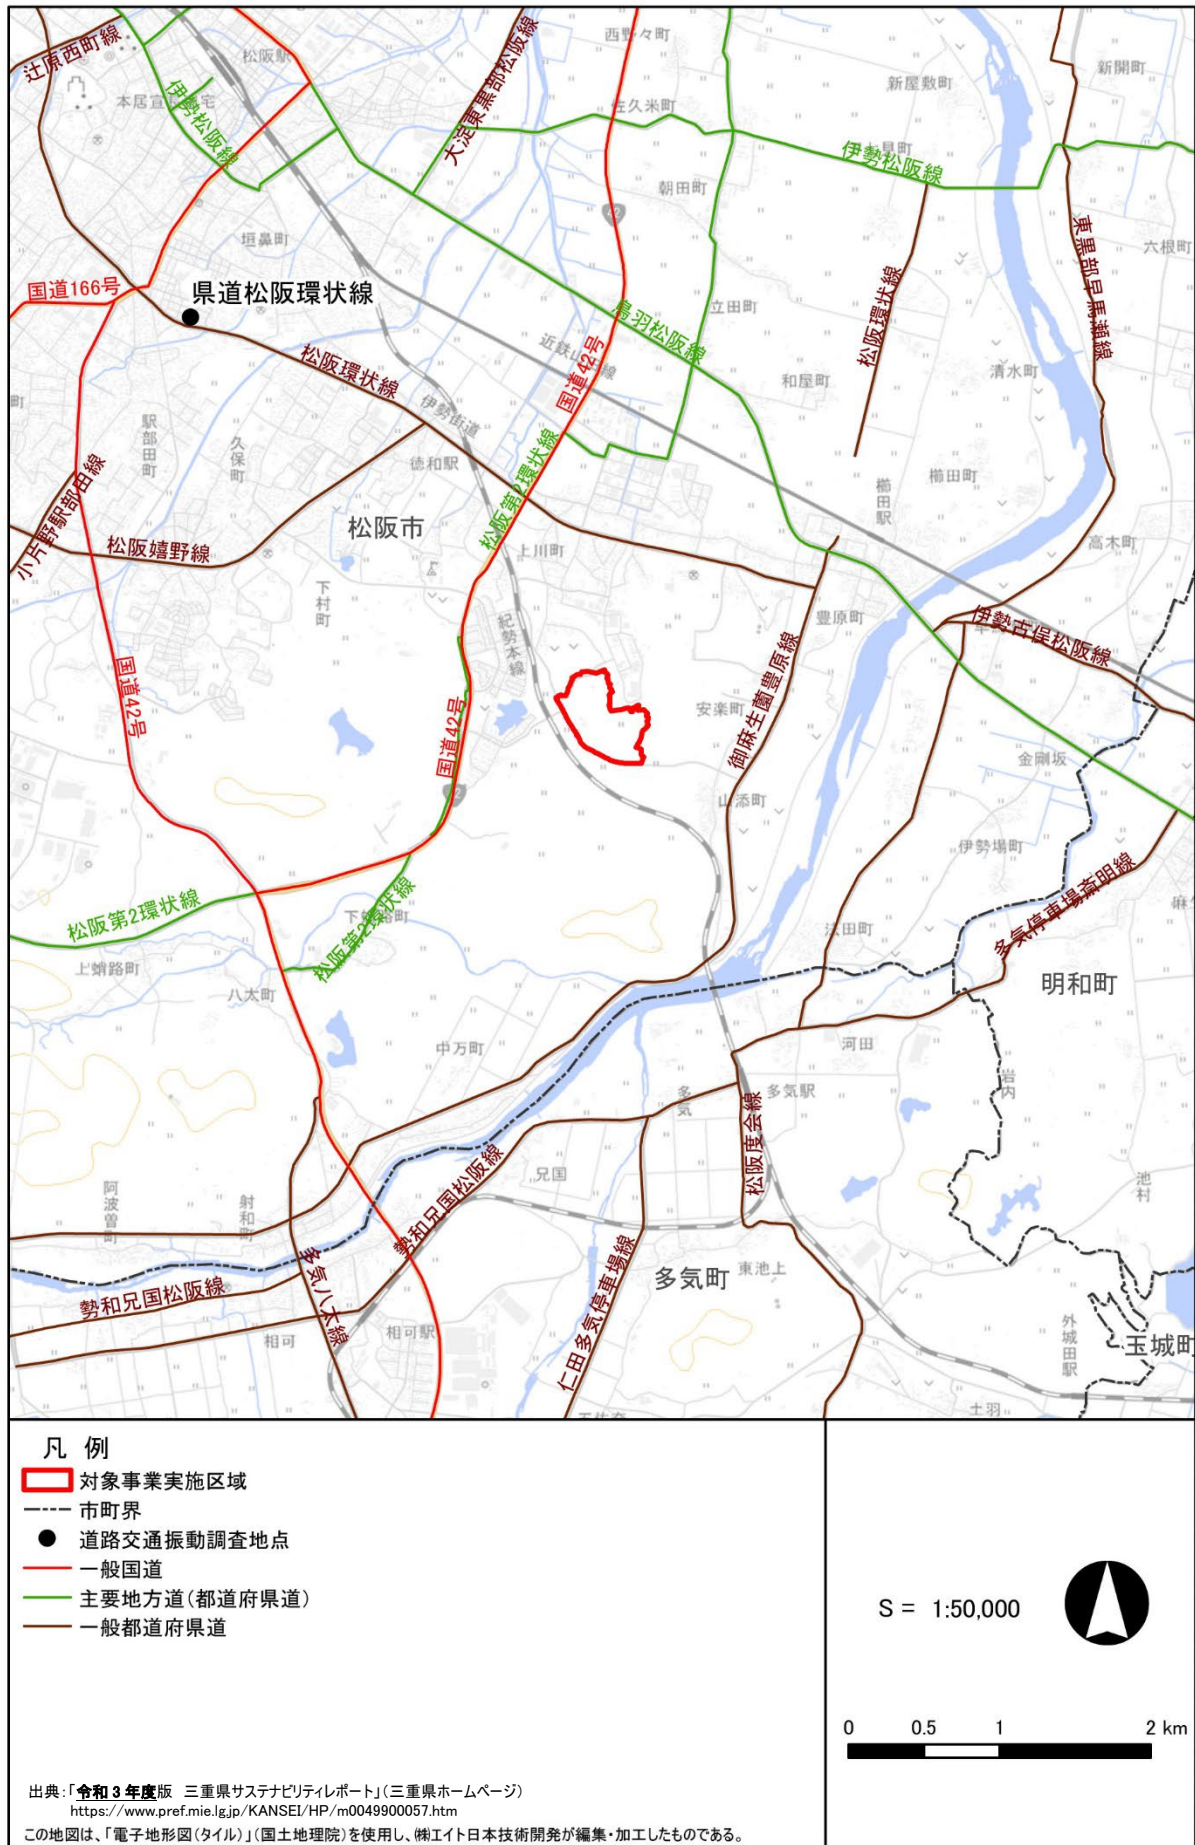 辻原西町線
松阪駅
本居宣長旧宅
伊勢松阪線
大淀東黒部松阪線
西野々町
佐久米町
新屋敷町
新開町
伊勢松阪線
朝田町
東黒部早馬瀬線
六根町
垣鼻町
国道166号
県道松阪環状線
立田町
松阪環状線
鳥羽松阪線
国道42号
松阪環状線
和屋町
清水町
伊勢街道
駅部田町
久保町
徳和駅
松阪第2環状線
櫛田町
櫛田駅
小片野駅部田線
松阪市
松阪嬉野線
上川町
高木町
下村町
紀勢本線
豊原町
伊勢古俣松阪線
御麻生薗豊原線
安楽町
国道42号
国道42号
山添町
金剛坂
伊勢場町
松阪第2環状線
松阪第2環状線
上蛸路町
八太町
法田町
多気停車場斎明線
明和町
中万町
河田
岩内
多気
多気駅
松阪度会線
兄国
勢和兄国松阪線
阿波曽町
射和町
池村
勢和兄国松阪線
多気八太線
仁田多気停車場線
多気町
東池上
相可
相可駅
外城田駅
玉城町
土羽
凡 例
対象事業実施区域
市町界
道路交通振動調査地点
一般国道
主要地方道(都道府県道)
一般都道府県道
S = 1:50,000
0 0.5 1 2 km
出典:「令和3年度版 三重県サステナビリティレポート」(三重県ホームページ)
https://www.pref.mie.lg.jp/KANSEI/HP/m0049900057.htm
この地図は、「電子地形図(タイル)」(国土地理院)を使用し、㈱エイト日本技術開発が編集・加工したものである。